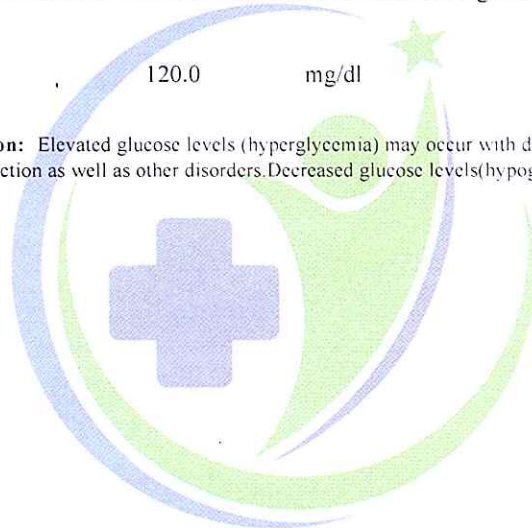 120.0 mg/dl
on: Elevated glucose levels (hyperglycemia) may occur with d
ction as well as other disorders.Decreased glucose levels(hypog